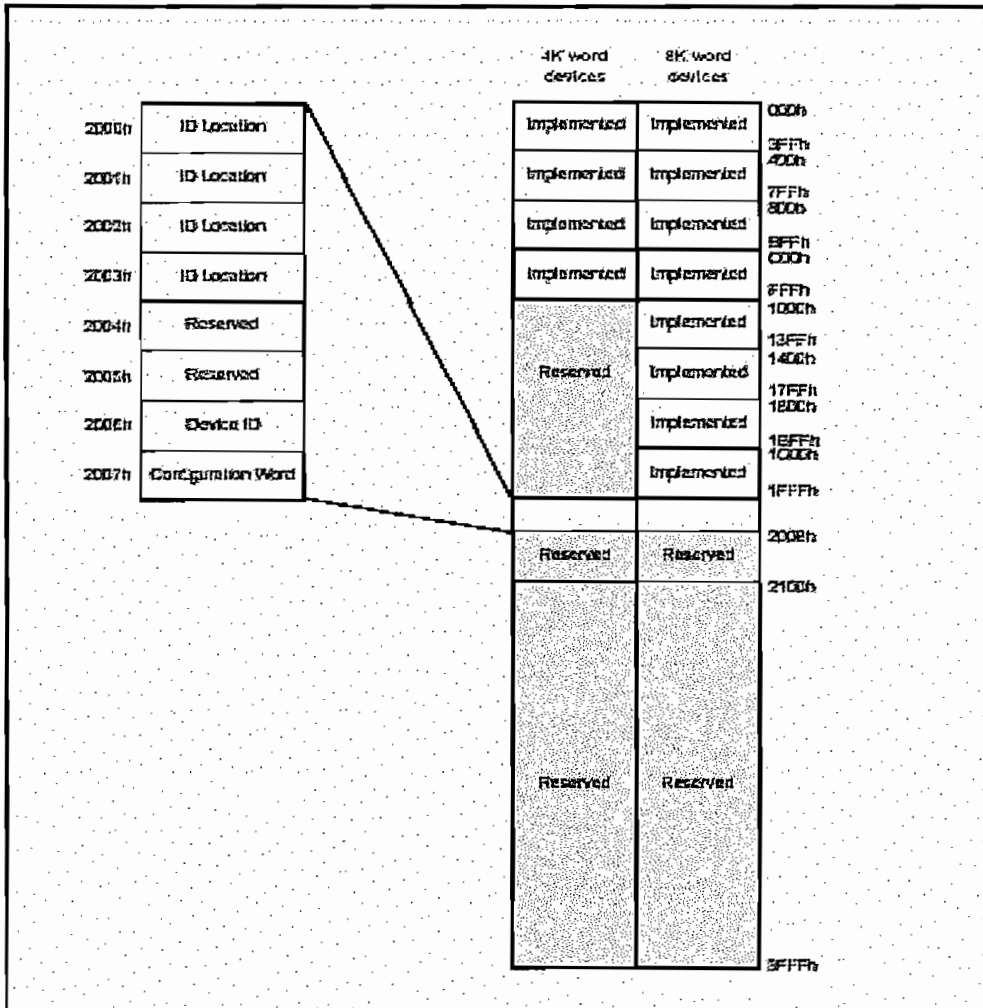 4K word devices
8K word devices
2000h ID Location
2001h ID Location
2002h ID Location
2003h ID Location
2004h Reserved
2005h Reserved
2006h Device ID
2007h Configuration Word
Implemented Implemented 000h
3FFh
Implemented Implemented 400h
7FFh
Implemented Implemented 800h
BFFh
Implemented Implemented C00h
FFFh
Reserved
Implemented 1000h
13FFh
Implemented 1400h
17FFh
Implemented 1800h
1BFFh
Implemented 1C00h
1FFFh
2008h
Reserved Reserved
2100h
Reserved Reserved
3FFFh